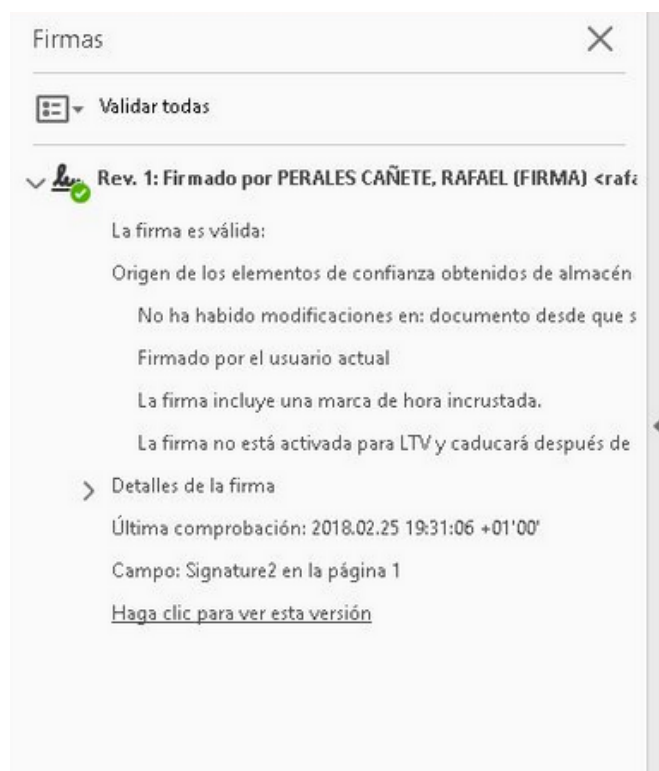 Firmas
Validar todas
Rev. 1: Firmado por PERALES CAÑETE, RAFAEL (FIRMA) <rafa
La firma es válida:
Origen de los elementos de confianza obtenidos de almacén
No ha habido modificaciones en: documento desde que s
Firmado por el usuario actual
La firma incluye una marca de hora incrustada.
La firma no está activada para LTV y caducará después de
Detalles de la firma
Última comprobación: 2018.02.25 19:31:06 +01'00'
Campo: Signature2 en la página 1
Haga clic para ver esta versión